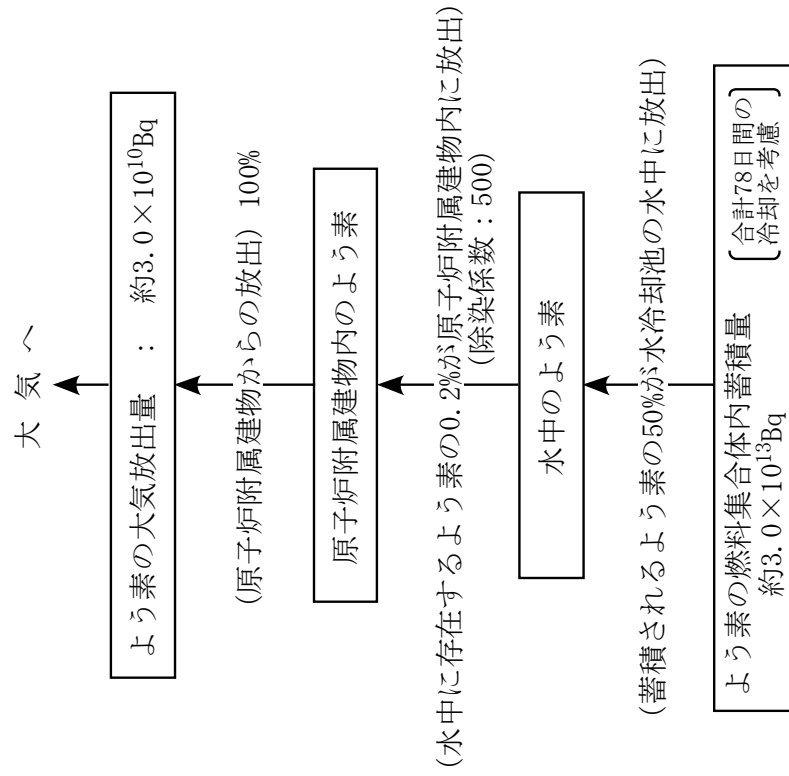 大気へ
よう素の大気放出量 : 約3.0×10¹⁰Bq
(原子炉附属建物からの放出) 100%
原子炉附属建物内のよう素
(水中に存在するよう素の0.2%が原子炉附属建物内に放出)
(除染係数:500)
水中のよう素
(蓄積されるよう素の50%が水冷却池の水中に放出)
よう素の燃料集合体内蓄積量
約3.0×10¹³Bq
合計78日間の
冷却を考慮